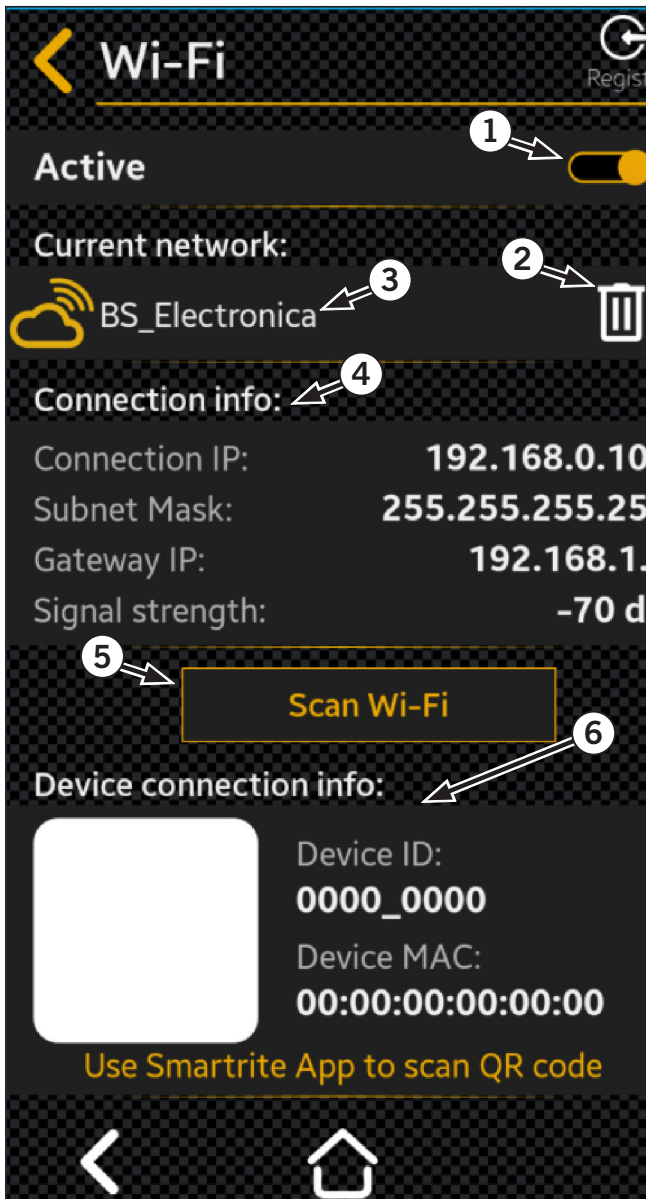 Wi-Fi
Regist
1
Active
Current network:
2
3
BS_Electronica
4
Connection info:
Connection IP: 192.168.0.10
Subnet Mask: 255.255.255.25
Gateway IP: 192.168.1.
Signal strength: -70 d
5
Scan Wi-Fi
6
Device connection info:
Device ID:
0000_0000
Device MAC:
00:00:00:00:00:00
Use Smartrite App to scan QR code